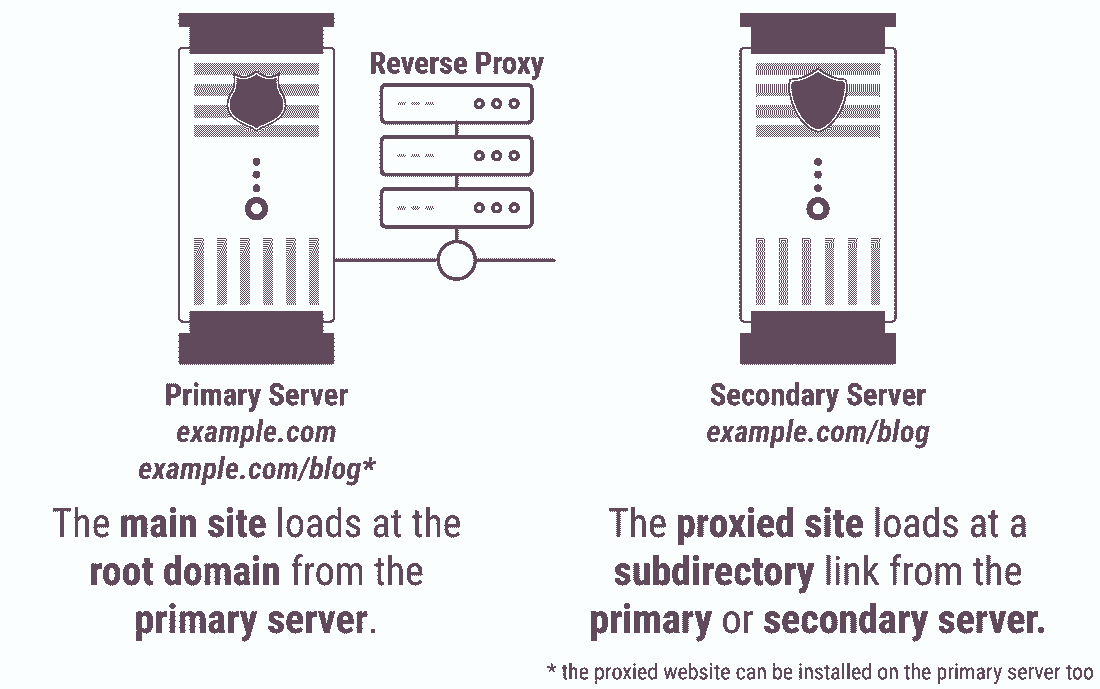 Reverse Proxy
Primary Server
example.com
example.com/blog*
The main site loads at the
root domain from the
primary server.
Secondary Server
example.com/blog
The proxied site loads at a
subdirectory link from the
primary or secondary server.
* the proxied website can be installed on the primary server too